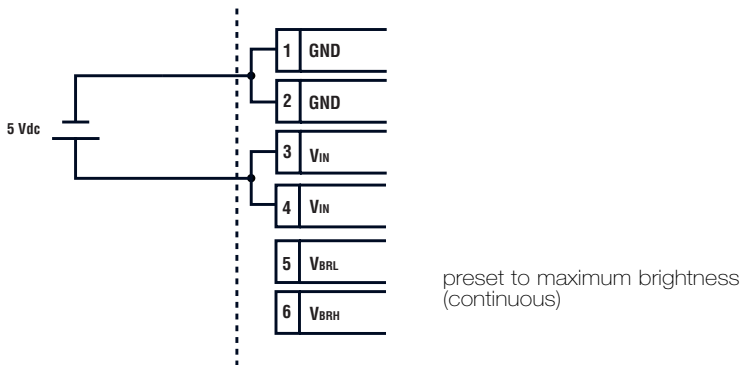 1 GND
2 GND
5 Vdc
3 VIN
4 VIN
5 VBRL
preset to maximum brightness
(continuous)
6 VBRH